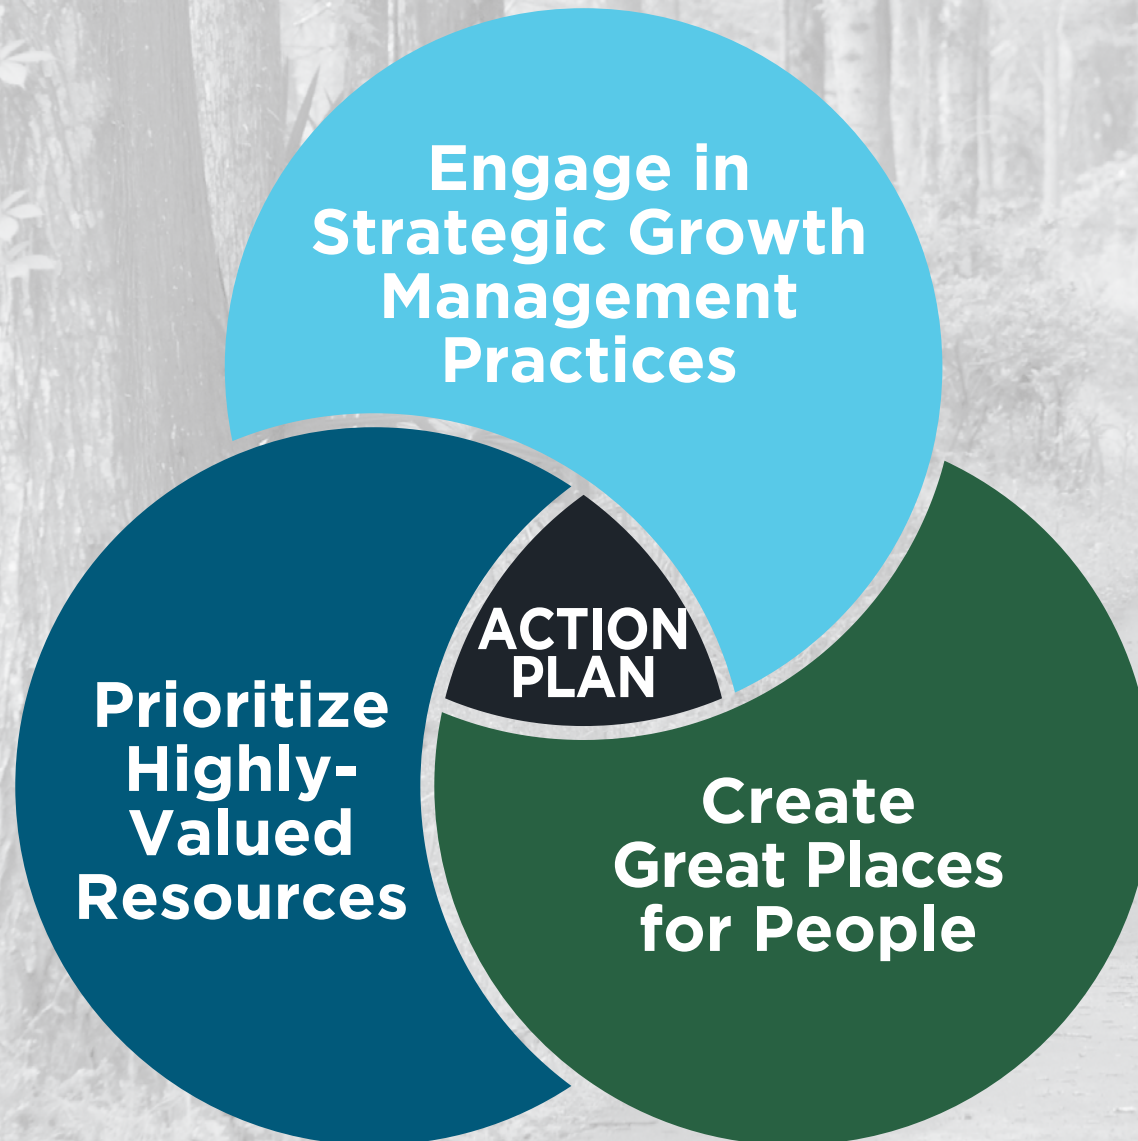 Engage in
Strategic Growth
Management
Practices
ACTION
PLAN
Prioritize
Highly-
Valued
Resources
Create
Great Places
for People